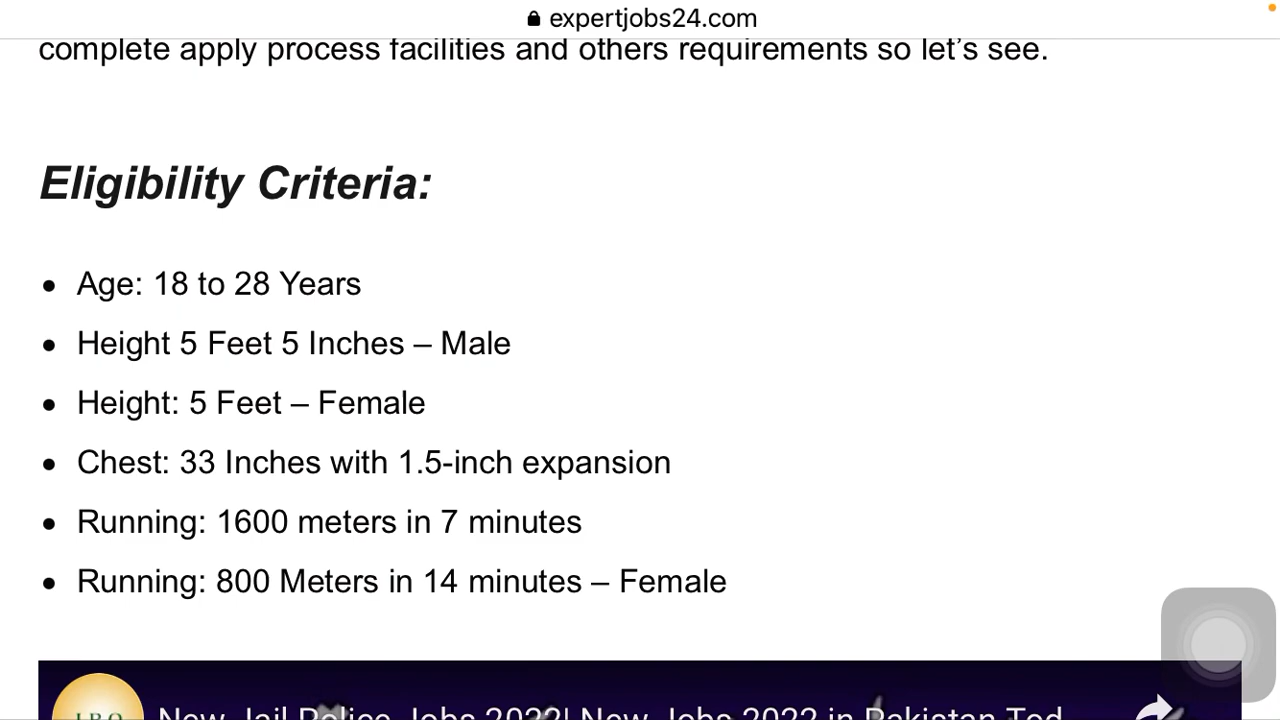 expertjobs24.com
complete apply process facilities and others requirements so let's see.
Eligibility Criteria:
• Age: 18 to 28 Years
• Height 5 Feet 5 Inches – Male
• Height: 5 Feet – Female
• Chest: 33 Inches with 1.5-inch expansion
• Running: 1600 meters in 7 minutes
• Running: 800 Meters in 14 minutes – Female
New Jail Police Jobs 2022| New Jobs 2022 in Pakistan Tod